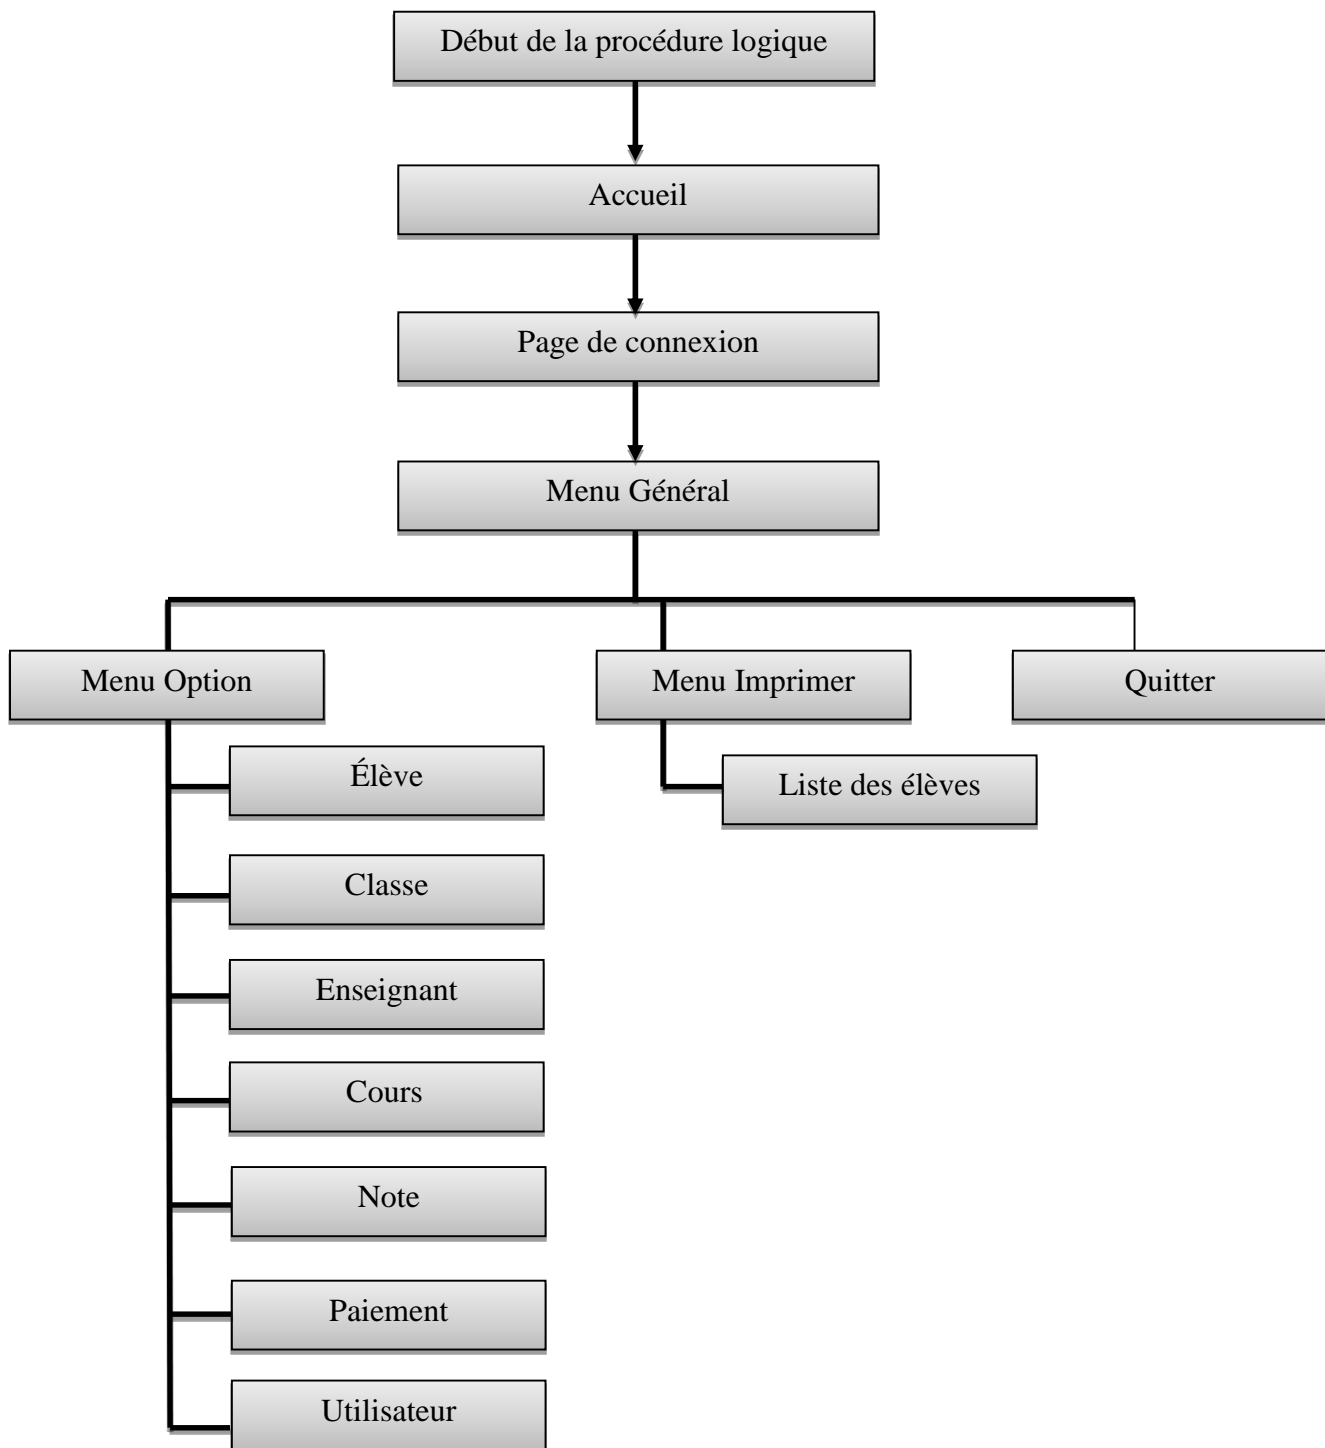 Début de la procédure logique
Accueil
Page de connexion
Menu Général
Menu Option
Menu Imprimer
Quitter
Élève
Liste des élèves
Classe
Enseignant
Cours
Note
Paiement
Utilisateur